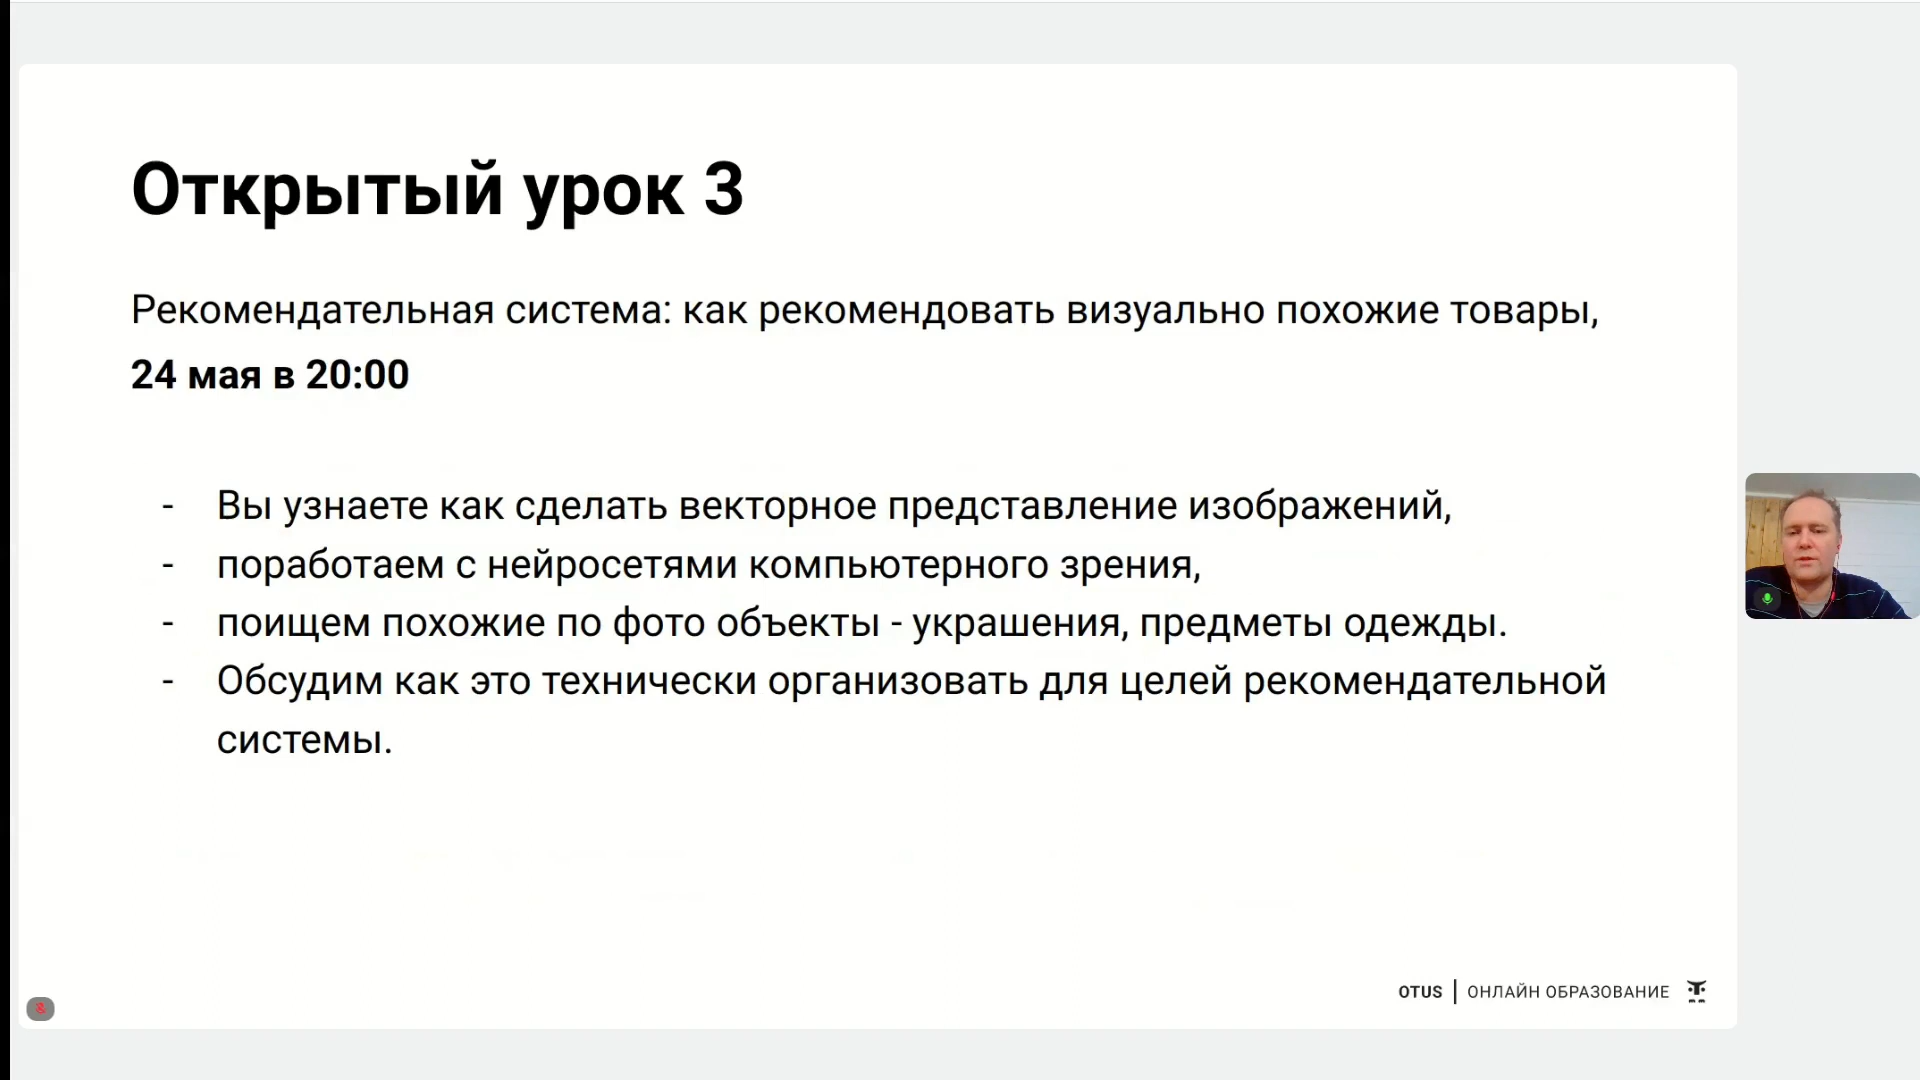 Открытый урок 3
Рекомендательная система: как рекомендовать визуально похожие товары,
24 мая в 20:00
- Вы узнаете как сделать векторное представление изображений,
- поработаем с нейросетями компьютерного зрения,
- поищем похожие по фото объекты - украшения, предметы одежды.
- Обсудим как это технически организовать для целей рекомендательной
системы.
OTUS | ОНЛАЙН ОБРАЗОВАНИЕ